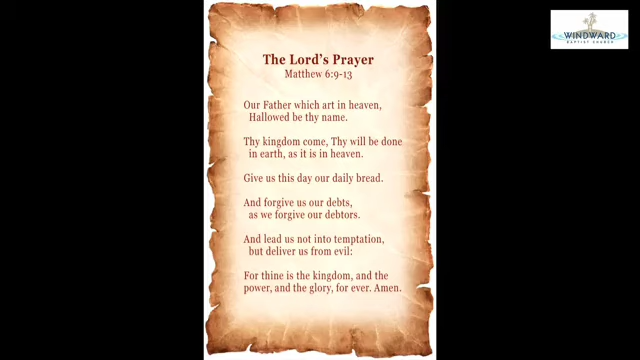 The Lord's Prayer
Matthew 6:9-13
Our Father which art in heaven,
Hallowed be thy name.
Thy kingdom come, Thy will be done
in earth, as it is in heaven.
Give us this day our daily bread.
And forgive us our debts,
as we forgive our debtors.
And lead us not into temptation,
but deliver us from evil:
For thine is the kingdom, and the
power, and the glory, for ever. Amen.
WINDWARD
BAPTIST CHURCH